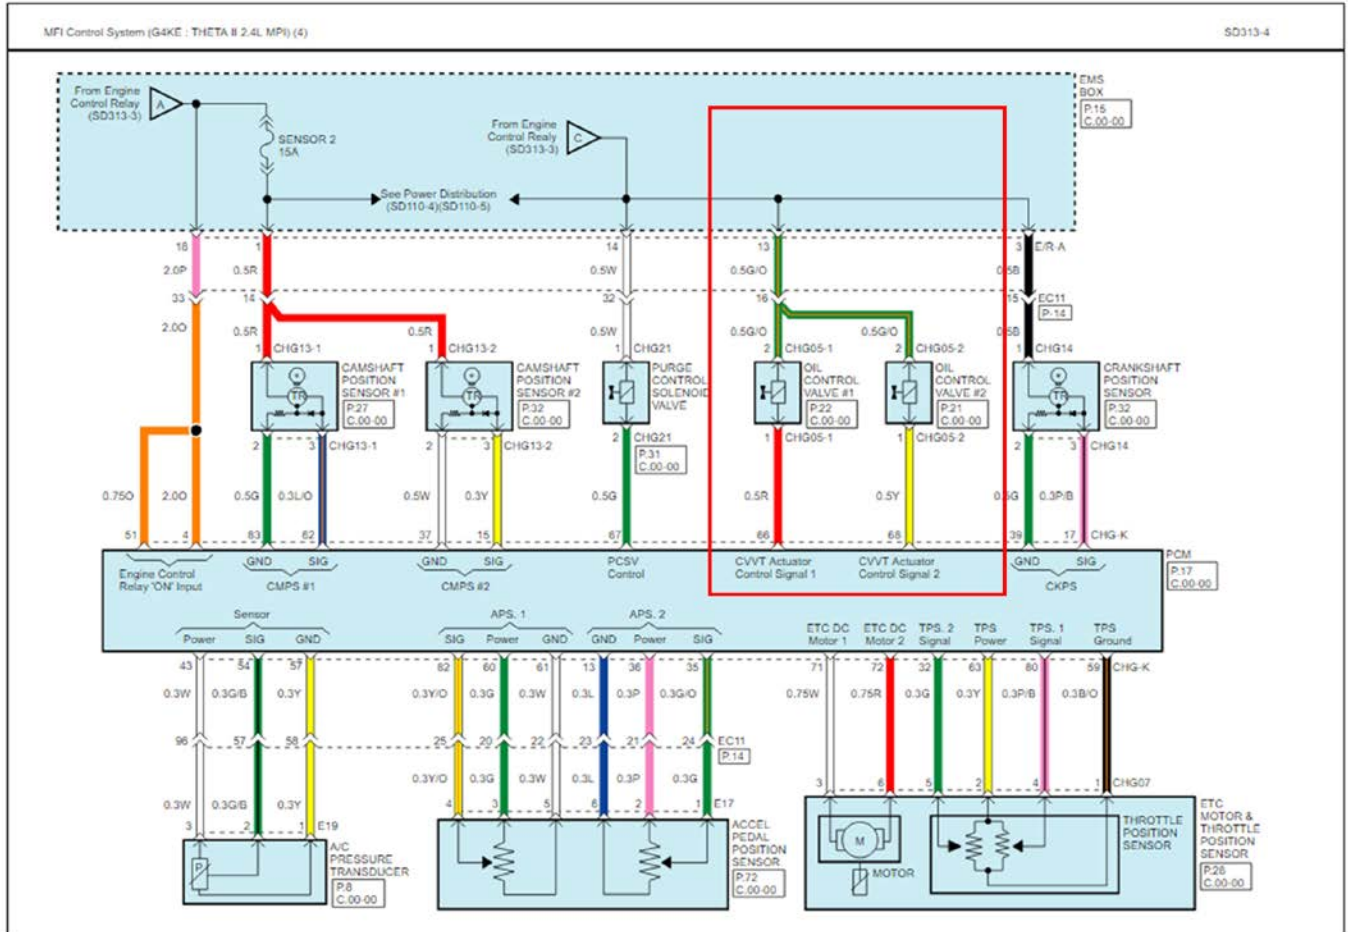 MFI Control System (G4KE : THETA II 2.4L MPI) (4)
SD313-4
From Engine
Control Relay
(SD313-3)
A
SENSOR 2
15A
From Engine
Control Realy
(SD313-3)
C
See Power Distribution
(SD110-4)(SD110-5)
EMS
BOX
P.15
C.00-00
18
1
14
13
3
E/R-A
2.0P
0.5R
0.5W
0.5G/O
0.5B
33
14
32
16
15
EC11
P-14
2.0O
0.5R
0.5R
0.5W
0.5G/O
0.5G/O
0.5B
1
CHG13-1
1
CHG13-2
1
CHG21
2
CHG05-1
2
CHG05-2
1
CHG14
CAMSHAFT
POSITION
SENSOR #1
P.27
C.00-00
TR
CAMSHAFT
POSITION
SENSOR #2
P.32
C.00-00
TR
PURGE
CONTROL
SOLENOID
VALVE
OIL
CONTROL
VALVE #1
P.22
C.00-00
OIL
CONTROL
VALVE #2
P.21
C.00-00
CRANKSHAFT
POSITION
SENSOR
P.32
C.00-00
TR
2
3
CHG13-1
2
3
CHG13-2
2
CHG21
P.31
C.00-00
1
CHG05-1
1
CHG05-2
2
3
CHG14
0.75O
2.0O
0.5G
0.3L/O
0.5W
0.3Y
0.5G
0.5R
0.5Y
0.5G
0.3P/B
51
4
83
62
37
15
67
66
68
39
17
CHG-K
Engine Control
Relay 'ON' Input
GND
SIG
CMPS #1
GND
SIG
CMPS #2
PCSV
Control
CVVT Actuator
Control Signal 1
CVVT Actuator
Control Signal 2
GND
SIG
CKPS
PCM
P.17
C.00-00
Sensor
Power
SIG
GND
APS. 1
SIG
Power
GND
APS. 2
GND
Power
SIG
ETC DC
Motor 1
ETC DC
Motor 2
TPS. 2
Signal
TPS
Power
TPS. 1
Signal
TPS
Ground
43
54
57
82
60
61
13
36
35
71
72
32
63
80
59
CHG-K
0.3W
0.3G/B
0.3Y
0.3Y/O
0.3G
0.3W
0.3L
0.3P
0.3G/O
0.75W
0.75R
0.3G
0.3Y
0.3P/B
0.3B/O
96
57
58
25
20
22
23
21
24
EC11
P.14
0.3W
0.3G/B
0.3Y
0.3Y/O
0.3G
0.3W
0.3L
0.3P
0.3G
3
2
1
E19
4
3
5
6
2
1
E17
3
6
5
2
4
1
CHG07
P
A/C
PRESSURE
TRANSDUCER
P.8
C.00-00
ACCEL
PEDAL
POSITION
SENSOR
P.72
C.00-00
M
MOTOR
THROTTLE
POSITION
SENSOR
ETC
MOTOR &
THROTTLE
POSITION
SENSOR
P.26
C.00-00